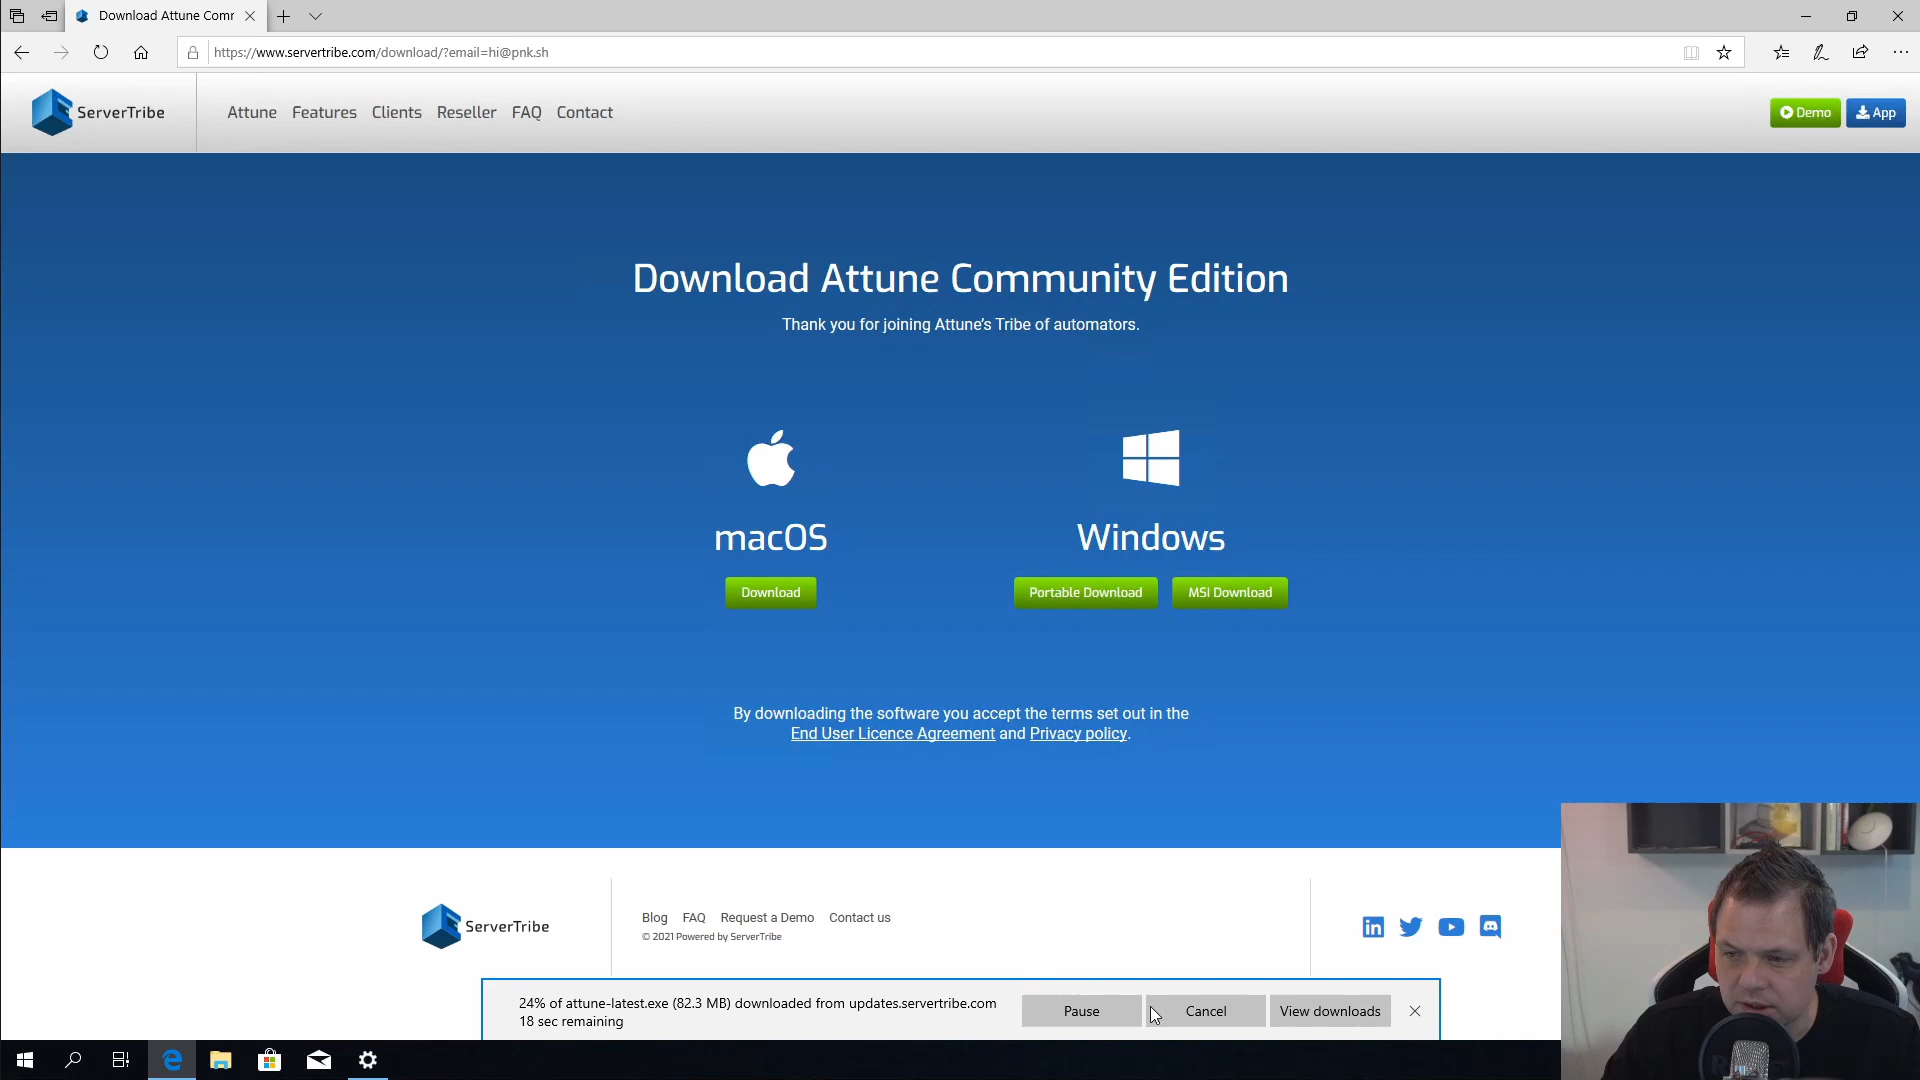 Download Attune Comr
https://www.servertribe.com/download/?email=hi@pnk.sh
ServerTribe
Attune Features Clients Reseller FAQ Contact
Demo
App
Download Attune Community Edition
Thank you for joining Attune’s Tribe of automators.
macOS
Windows
Download
Portable Download
MSI Download
By downloading the software you accept the terms set out in the
End User Licence Agreement and Privacy policy.
ServerTribe
Blog FAQ Request a Demo Contact us
© 2021 Powered by ServerTribe
24% of attune-latest.exe (82.3 MB) downloaded from updates.servertribe.com
18 sec remaining
Pause
Cancel
View downloads